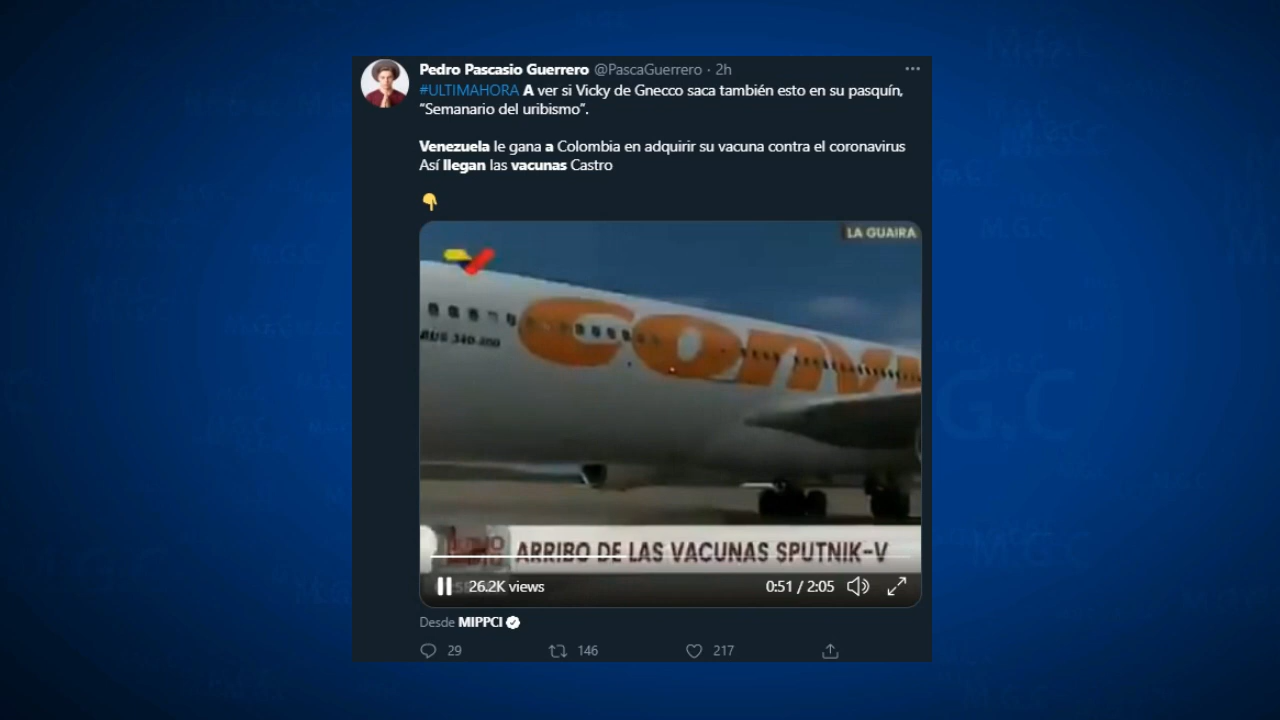 Pedro Pascasio Guerrero @PascaGuerrero · 2h
#ULTIMAHORA A ver si Vicky de Gnecco saca también esto en su pasquín,
“Semanario del uribismo”.
Venezuela le gana a Colombia en adquirir su vacuna contra el coronavirus
Así llegan las vacunas Castro
LA GUAIRA
CONV
ARRIBO DE LAS VACUNAS SPUTNIK-V
26.2K views
0:51 / 2:05
Desde MIPPCI
29 146 217